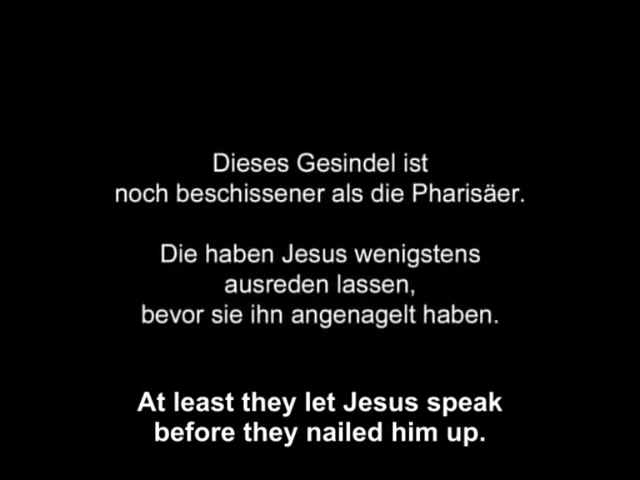 Dieses Gesindel ist
noch beschissener als die Pharisäer.
Die haben Jesus wenigstens
ausreden lassen,
bevor sie ihn angenagelt haben.
At least they let Jesus speak
before they nailed him up.